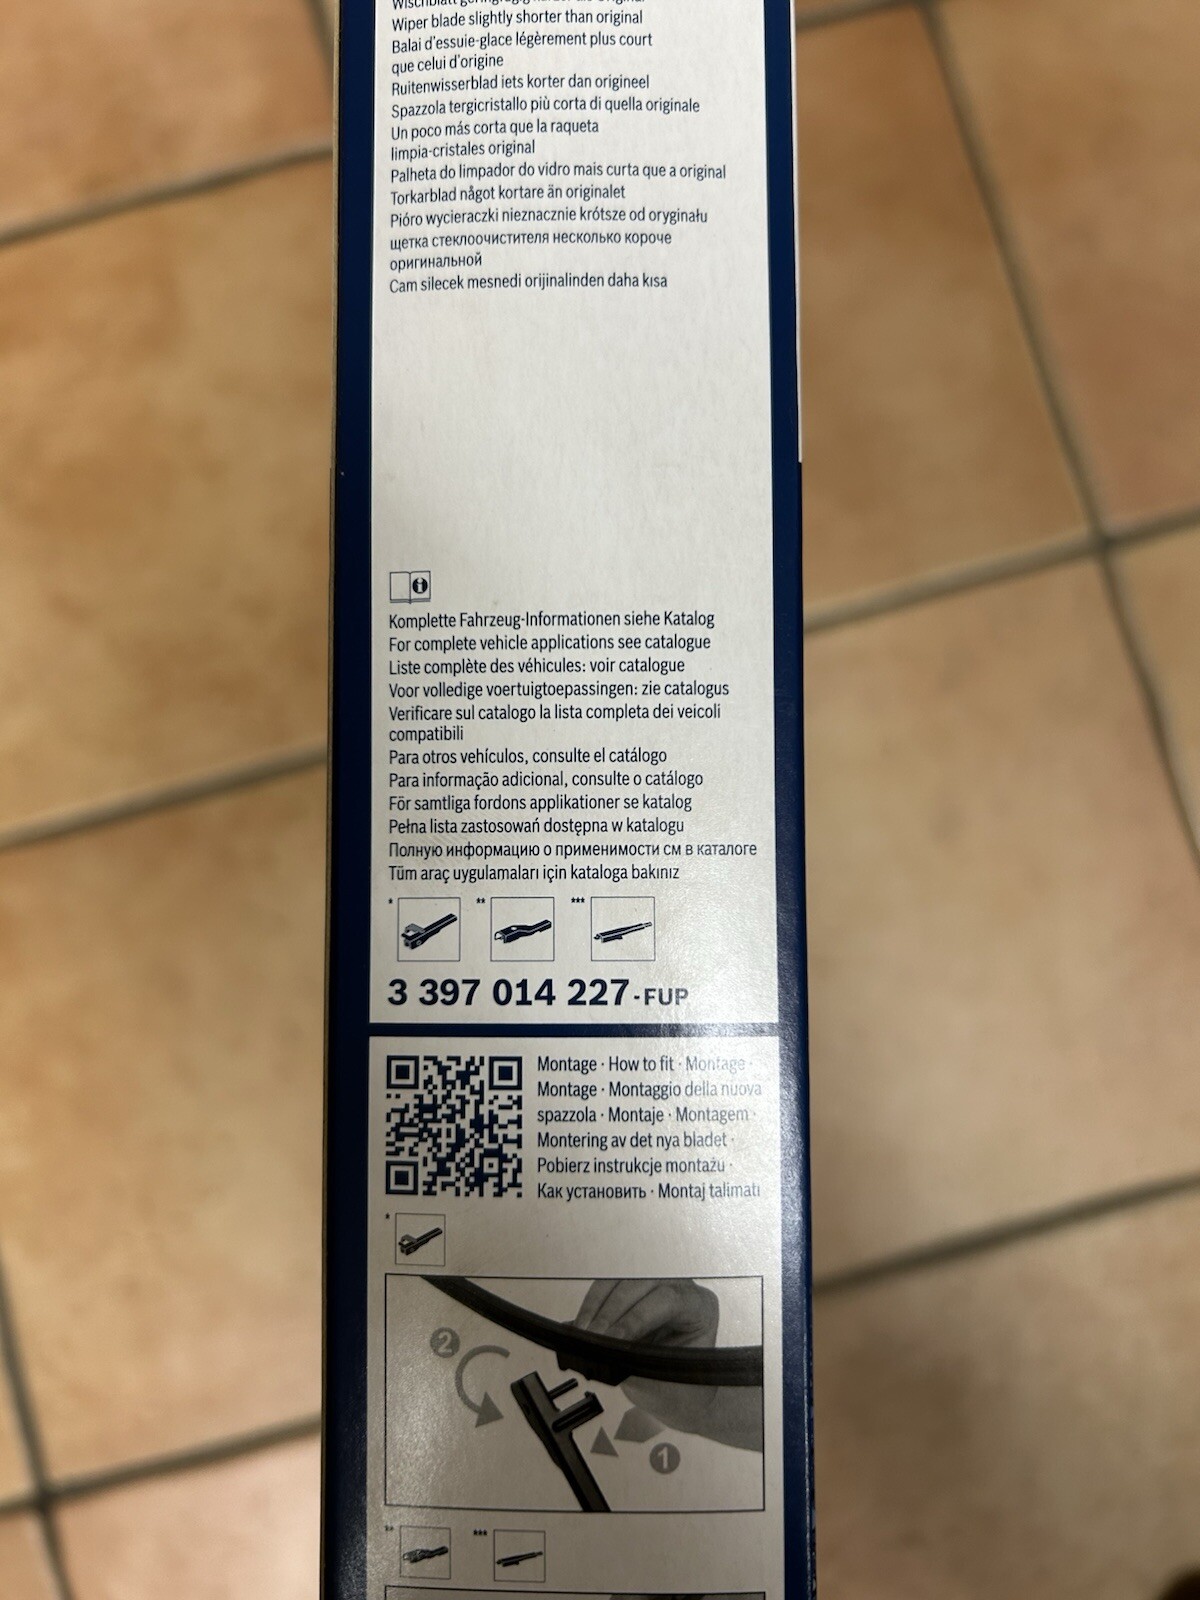 Wischblatt geringfügig kürzer als Original
Wiper blade slightly shorter than original
Balai d'essuie-glace légèrement plus court
que celui d'origine
Ruitenwisserblad iets korter dan origineel
Spazzola tergicristallo più corta di quella originale
Un poco más corta que la raqueta
limpia-cristales original
Palheta do limpador do vidro mais curta que a original
Torkarblad något kortare än originalet
Pióro wycieraczki nieznacznie krótsze od oryginału
щетка стеклоочистителя несколько короче
оригинальной
Cam silecek mesnedi orijinalinden daha kısa
Komplette Fahrzeug-Informationen siehe Katalog
For complete vehicle applications see catalogue
Liste complète des véhicules: voir catalogue
Voor volledige voertuigtoepassingen: zie catalogus
Verificare sul catalogo la lista completa dei veicoli
compatibili
Para otros vehículos, consulte el catálogo
Para informação adicional, consulte o catálogo
För samtliga fordons applikationer se katalog
Pełna lista zastosowań dostępna w katalogu
Полную информацию о применимости см в каталоге
Tüm araç uygulamaları için kataloga bakınız
* ** ***
3 397 014 227-FUP
Montage · How to fit · Montage ·
Montage · Montaggio della nuova
spazzola · Montaje · Montagem ·
Montering av det nya bladet ·
Pobierz instrukcje montażu ·
Как установить · Montaj talimatı
*
2
1
** ***